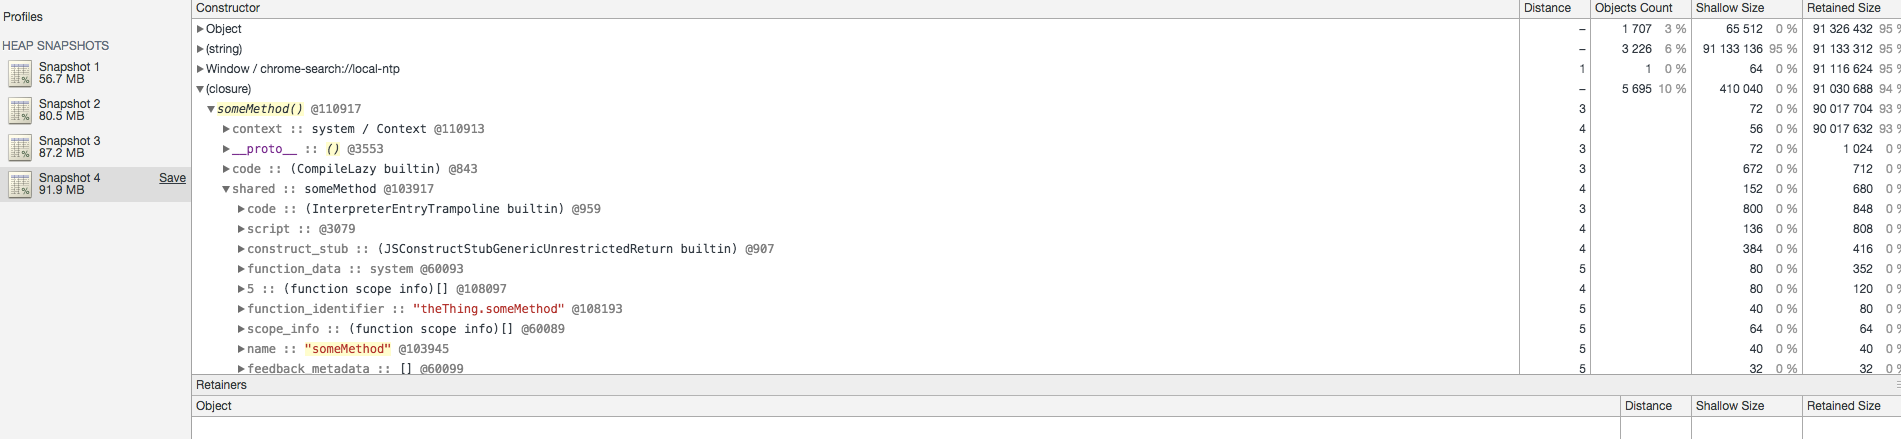 Profiles
HEAP SNAPSHOTS
Snapshot 1
56.7 MB
Snapshot 2
80.5 MB
Snapshot 3
87.2 MB
Snapshot 4 Save
91.9 MB
Constructor Distance Objects Count Shallow Size Retained Size
Object – 1 707 3 % 65 512 0 % 91 326 432 95 %
(string) – 3 226 6 % 91 133 136 95 % 91 133 312 95 %
Window / chrome-search://local-ntp 1 1 0 % 64 0 % 91 116 624 95 %
(closure) – 5 695 10 % 410 040 0 % 91 030 688 94 %
someMethod() @110917 3 72 0 % 90 017 704 93 %
context :: system / Context @110913 4 56 0 % 90 017 632 93 %
__proto__ :: () @3553 3 72 0 % 1 024 0 %
code :: (CompileLazy builtin) @843 3 672 0 % 712 0 %
shared :: someMethod @103917 4 152 0 % 680 0 %
code :: (InterpreterEntryTrampoline builtin) @959 3 800 0 % 848 0 %
script :: @3079 4 136 0 % 808 0 %
construct_stub :: (JSConstructStubGenericUnrestrictedReturn builtin) @907 4 384 0 % 416 0 %
function_data :: system @60093 5 80 0 % 352 0 %
5 :: (function scope info)[] @108097 4 80 0 % 120 0 %
function_identifier :: "theThing.someMethod" @108193 5 40 0 % 80 0 %
scope_info :: (function scope info)[] @60089 5 64 0 % 64 0 %
name :: "someMethod" @103945 5 40 0 % 40 0 %
feedback_metadata :: [] @60099 5 32 0 % 32 0 %
Retainers
Object Distance Shallow Size Retained Size